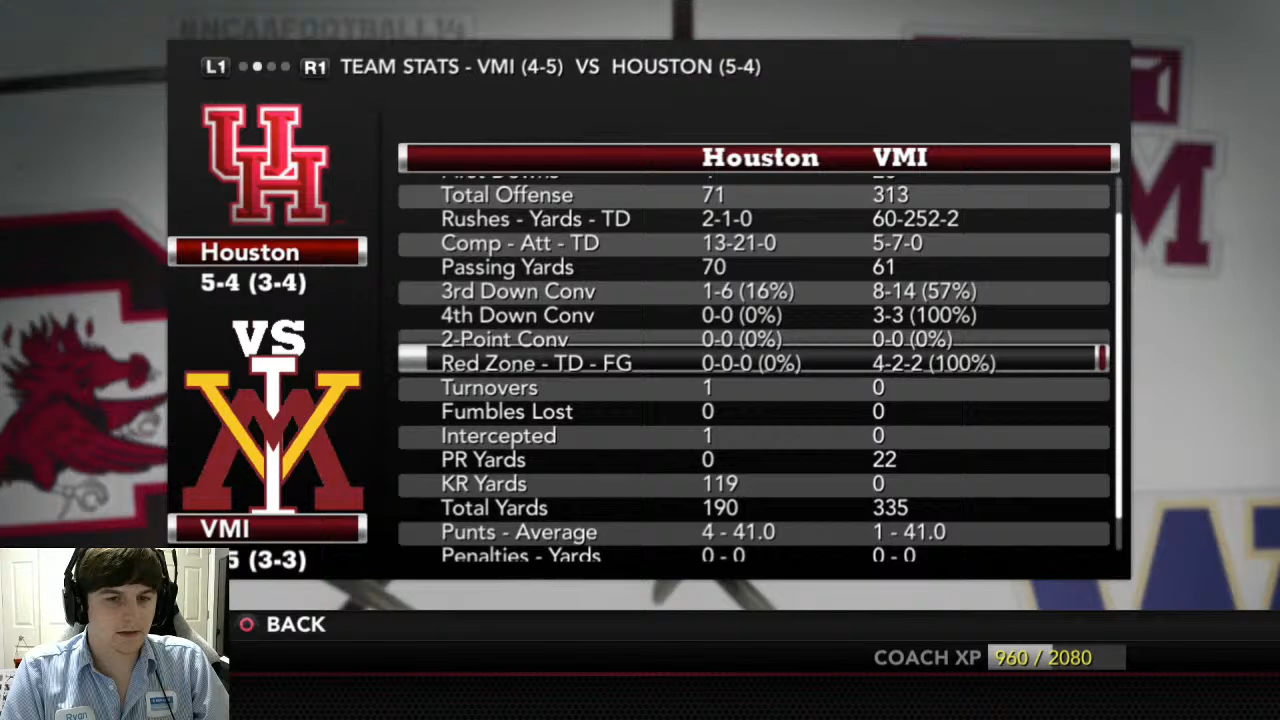 #NCAAFOOTBALL14
L1 R1 TEAM STATS - VMI (4-5) VS HOUSTON (5-4)
Houston VMI
First Downs
Total Offense 71 313
Rushes - Yards - TD 2-1-0 60-252-2
Comp - Att - TD 13-21-0 5-7-0
Passing Yards 70 61
3rd Down Conv 1-6 (16%) 8-14 (57%)
4th Down Conv 0-0 (0%) 3-3 (100%)
2-Point Conv 0-0 (0%) 0-0 (0%)
Red Zone - TD - FG 0-0-0 (0%) 4-2-2 (100%)
Turnovers 1 0
Fumbles Lost 0 0
Intercepted 1 0
PR Yards 0 22
KR Yards 119 0
Total Yards 190 335
Punts - Average 4 - 41.0 1 - 41.0
Penalties - Yards 0 - 0 0 - 0
UH
Houston
5-4 (3-4)
VS
VMI
VMI
5 (3-3)
Ryan
BACK
COACH XP 960 / 2080